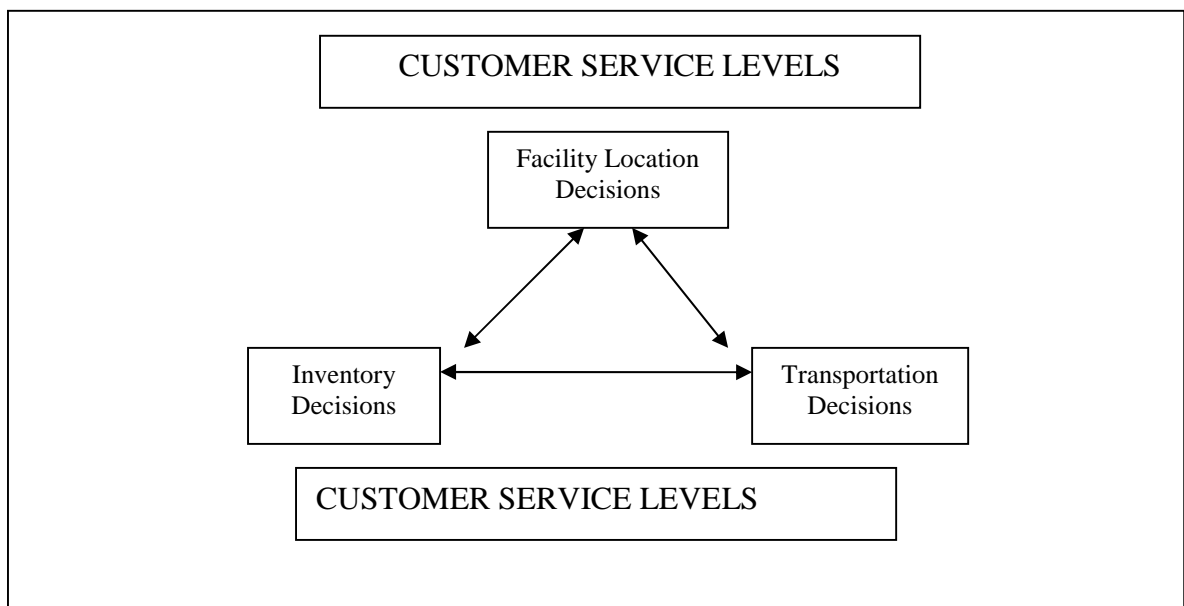 CUSTOMER SERVICE LEVELS
Facility Location
Decisions
Inventory
Decisions
Transportation
Decisions
CUSTOMER SERVICE LEVELS